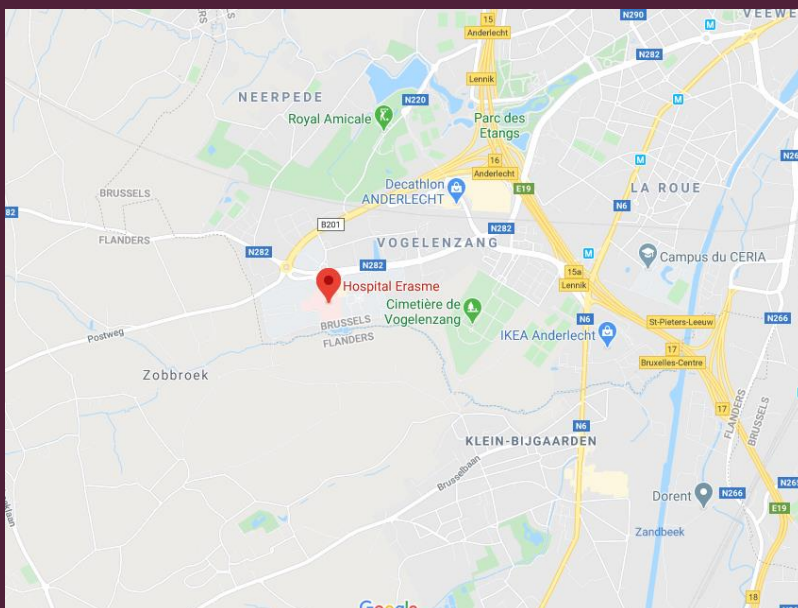 N290
VEEWE
15
Anderlecht
M
N282
Lennik
NEERPEDE
N220
M
Royal Amicale
Parc des
Etangs
M
16
Anderlecht
N26
BRUSSELS
Decathlon
ANDERLECHT
E19
LA ROUE
N6
82
FLANDERS
B201
N282
VOGELENZANG
N282
M
N282
Campus du CERIA
15a
Lennik
Hospital Erasme
Cimetière de
Vogelenzang
BRUSSELS
FLANDERS
N6
St-Pieters-Leeuw
N266
Postweg
IKEA Anderlecht
17
Bruxelles-Centre
Zobbroek
17
FLANDERS
BRUSSELS
N6
KLEIN-BIJGAARDEN
Brusselbaan
N265
Dorent
N266
E19
Zandbeek
18
Google